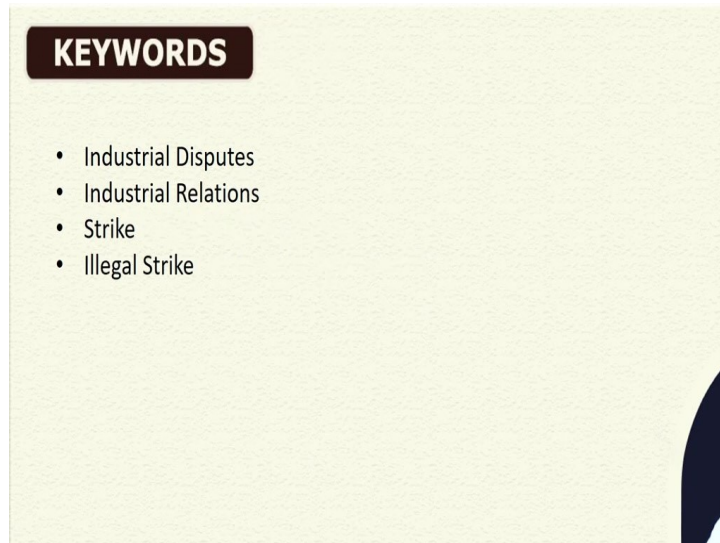 KEYWORDS
• Industrial Disputes
• Industrial Relations
• Strike
• Illegal Strike